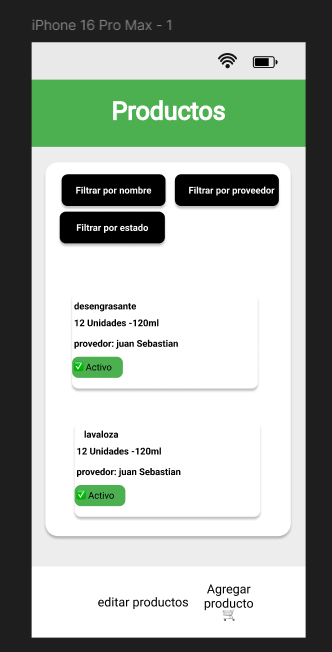 iPhone 16 Pro Max - 1
Productos
Filtrar por nombre
Filtrar por proveedor
Filtrar por estado
desengrasante
12 Unidades -120ml
provedor: juan Sebastian
✅ Activo
lavaloza
12 Unidades -120ml
provedor: juan Sebastian
✅ Activo
editar productos
Agregar
producto
🛒